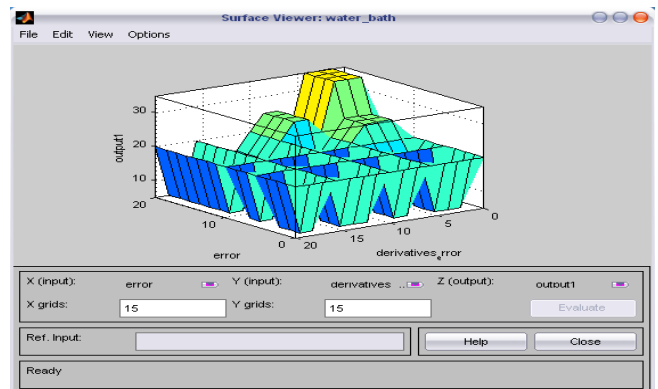 Surface Viewer: water_bath
File Edit View Options
30
20
10
output1
20
10
0
error
20
15
10
5
0
derivatives_error
X (input): error Y (input): derivatives ... Z (output): output1
X grids: 15 Y grids: 15 Evaluate
Ref. Input: Help Close
Ready